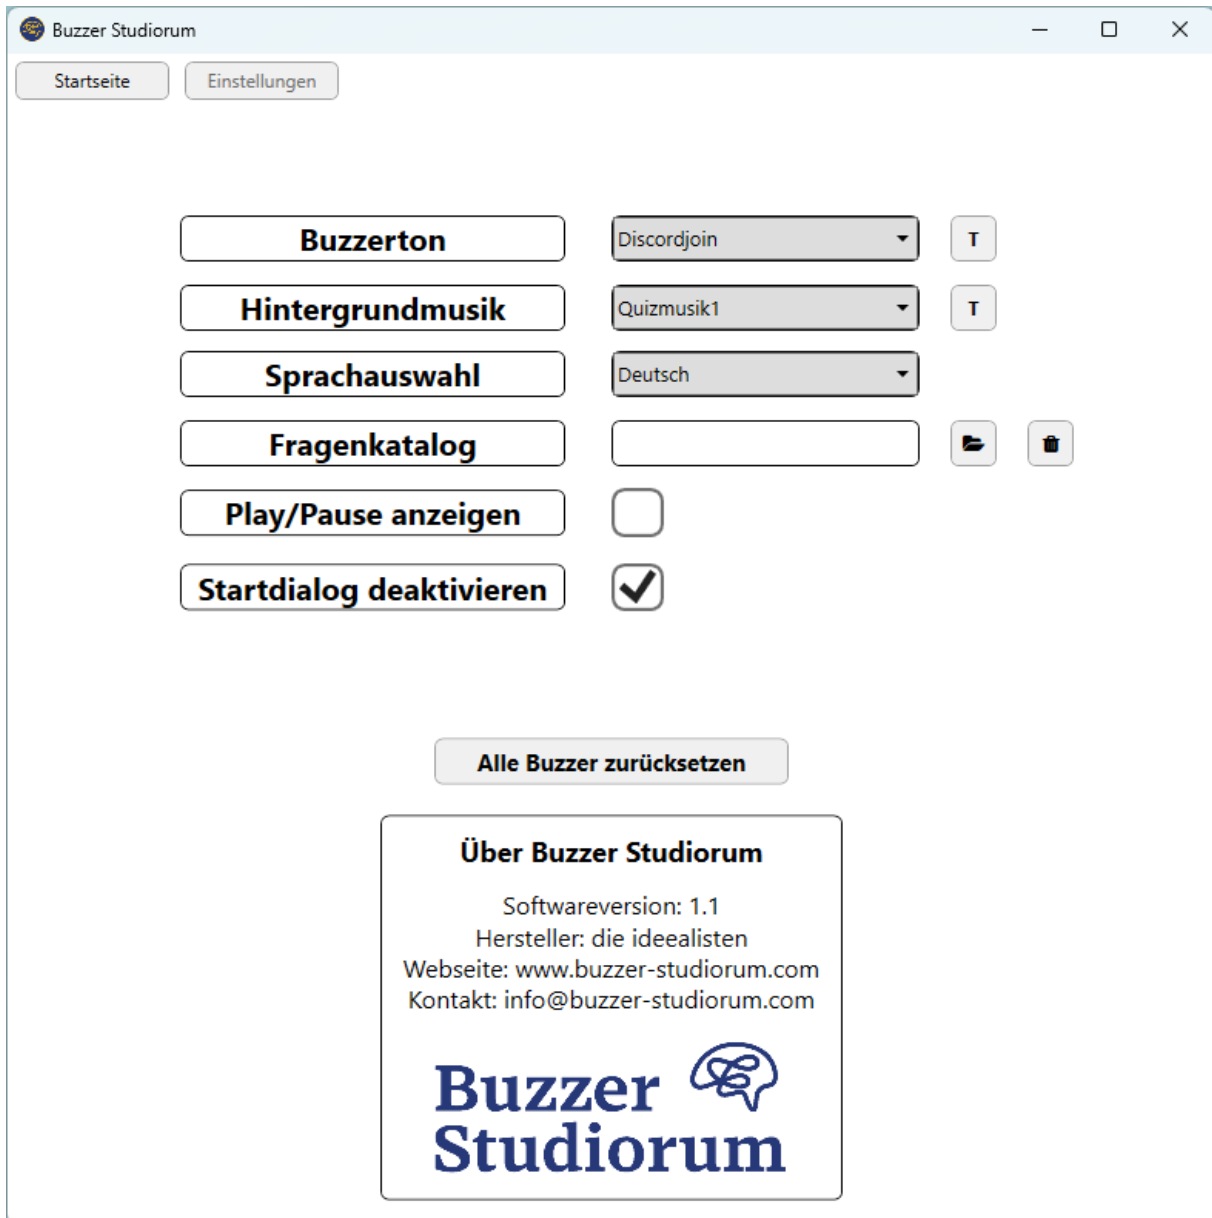 Buzzer Studiorum
Startseite Einstellungen
Buzzerton Discordjoin T
Hintergrundmusik Quizmusik1 T
Sprachauswahl Deutsch
Fragenkatalog
Play/Pause anzeigen
Startdialog deaktivieren
Alle Buzzer zurücksetzen
Über Buzzer Studiorum
Softwareversion: 1.1
Hersteller: die ideealisten
Webseite: www.buzzer-studiorum.com
Kontakt: info@buzzer-studiorum.com
Buzzer
Studiorum